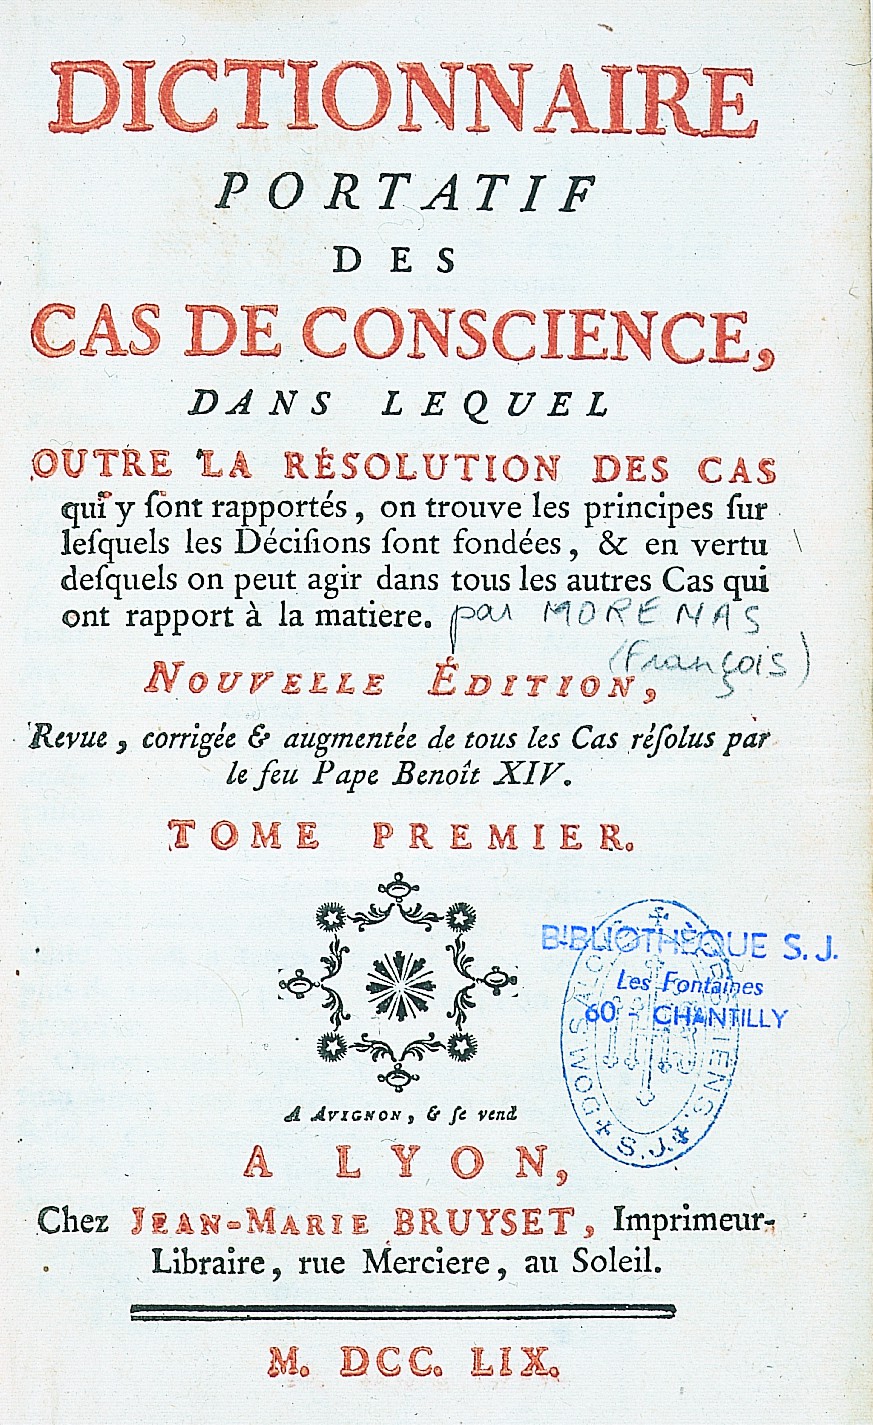 DICTIONNAIRE
PORTATIF
DES
CAS DE CONSCIENCE,
DANS LEQUEL
OUTRE LA RÉSOLUTION DES CAS
qui y ſont rapportés, on trouve les principes ſur
leſquels les Déciſions ſont fondées, & en vertu
deſquels on peut agir dans tous les autres Cas qui
ont rapport à la matiere. par MORENAS
(François)
NOUVELLE ÉDITION,
Revue, corrigée & augmentée de tous les Cas réſolus par
le feu Pape Benoît XIV.
TOME PREMIER.
BIBLIOTHÈQUE S. J.
Les Fontaines
60 - CHANTILLY
S.J.
A AVIGNON, & ſe vend
A LYON,
Chez JEAN-MARIE BRUYSET, Imprimeur-
Libraire, rue Merciere, au Soleil.
M. DCC. LIX.